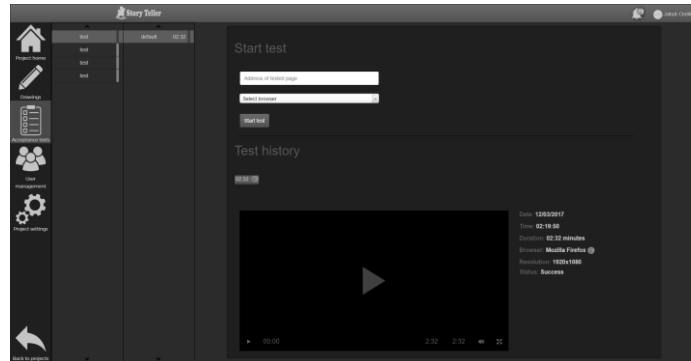 Story Teller
Project home
Drawings
Acceptance tests
User
management
Project settings
Back to projects
test
test
test
test
default 02:32
Start test
Address of tested page
Select browser
Start test
Test history
02:32
00:00 2:32 2:32
Date: 12/03/2017
Time: 02:19:50
Duration: 02:32 minutes
Browser: Mozilla Firefox
Resolution: 1920x1080
Status: Success